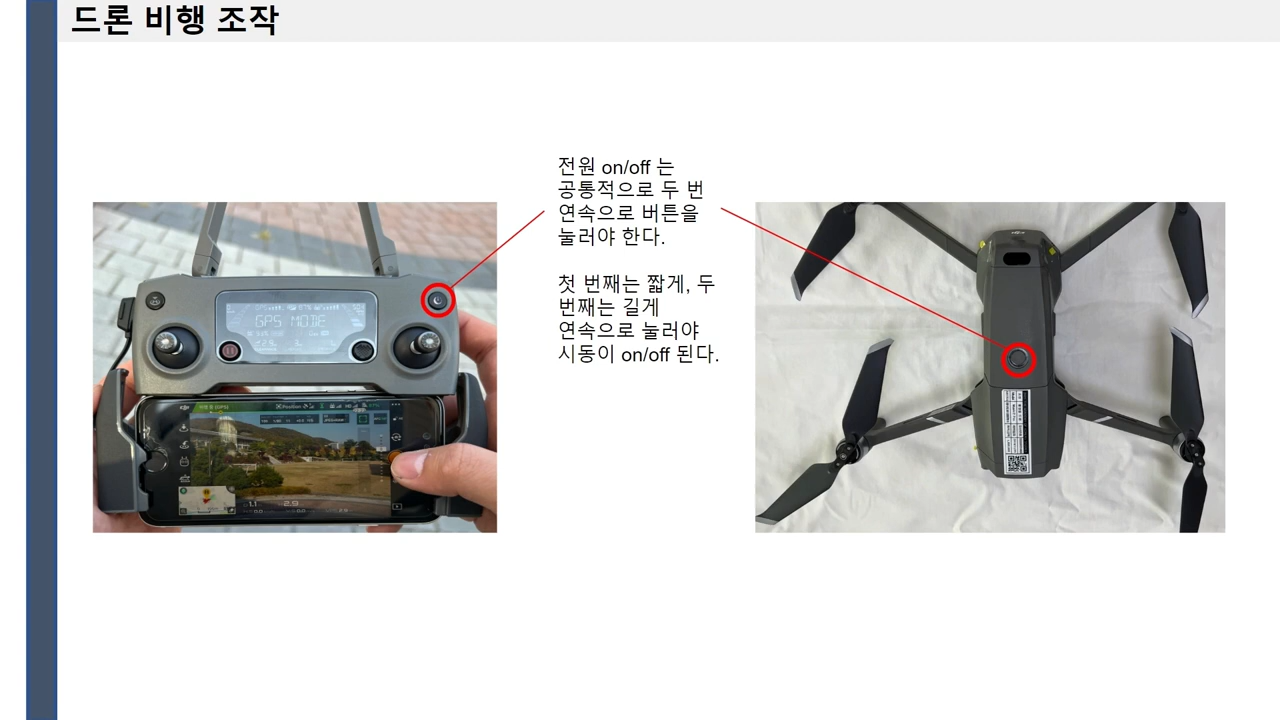 드론 비행 조작
전원 on/off 는
공통적으로 두 번
연속으로 버튼을
눌러야 한다.
첫 번째는 짧게, 두
번째는 길게
연속으로 눌러야
시동이 on/off 된다.
GPS MODE
dji
Position